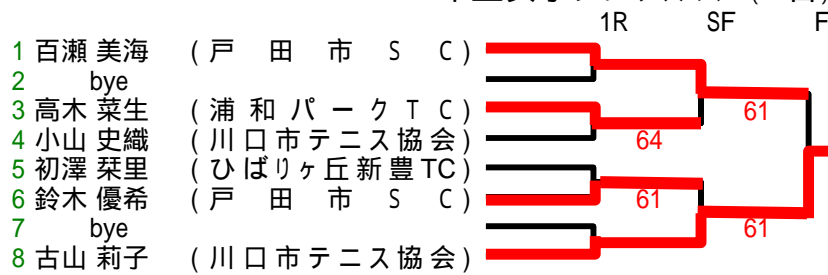 1R SF F
1 百瀬 美海 (戸田市SC)
2 bye
3 高木 菜生 (浦和パークTC)
61
4 小山 史織 (川口市テニス協会)
64
5 初澤 栞里 (ひばりヶ丘新豊TC)
6 鈴木 優希 (戸田市SC)
61
7 bye
61
8 古山 莉子 (川口市テニス協会)